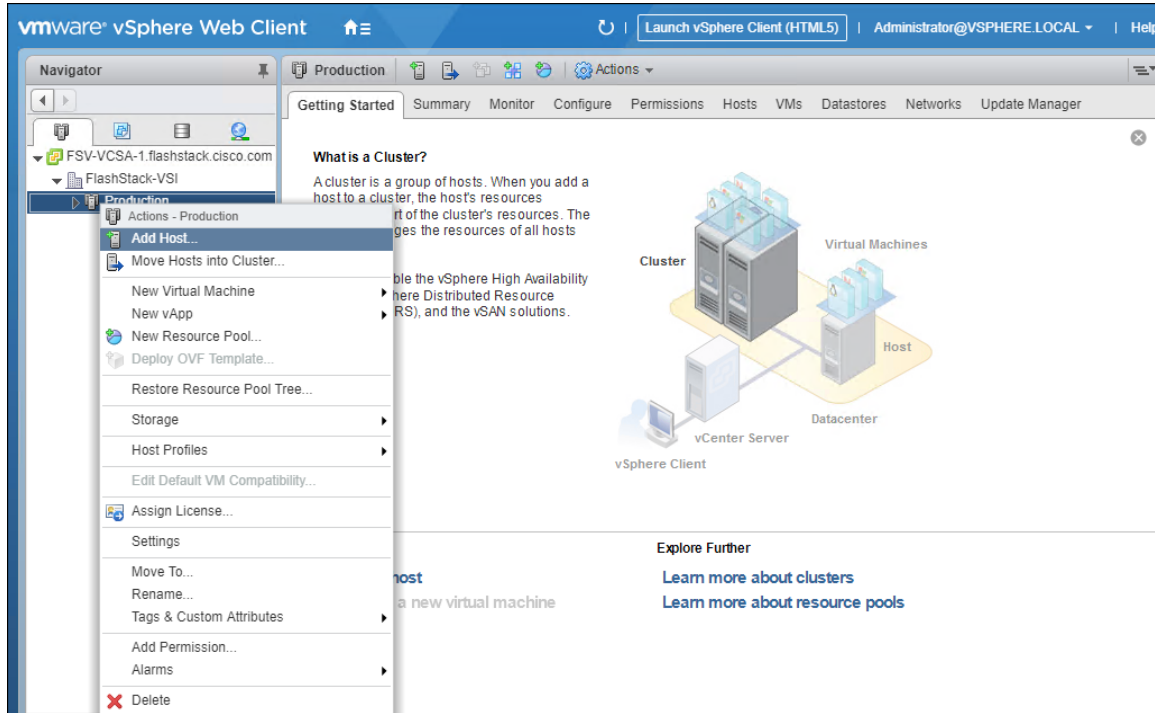 vmware® vSphere Web Client
Launch vSphere Client (HTML5)
Administrator@VSPHERE.LOCAL
Help
Navigator
Production
Actions
Getting Started Summary Monitor Configure Permissions Hosts VMs Datastores Networks Update Manager
FSV-VCSA-1.flashstack.cisco.com
FlashStack-VSI
Production
Actions - Production
Add Host...
Move Hosts into Cluster...
New Virtual Machine
New vApp
New Resource Pool...
Deploy OVF Template...
Restore Resource Pool Tree...
Storage
Host Profiles
Edit Default VM Compatibility...
Assign License...
Settings
Move To...
Rename...
Tags & Custom Attributes
Add Permission...
Alarms
Delete
What is a Cluster?
A cluster is a group of hosts. When you add a
host to a cluster, the host's resources
rt of the cluster's resources. The
ges the resources of all hosts
ble the vSphere High Availability
here Distributed Resource
RS), and the vSAN solutions.
Cluster
Virtual Machines
Host
Datacenter
vCenter Server
vSphere Client
host
a new virtual machine
Explore Further
Learn more about clusters
Learn more about resource pools